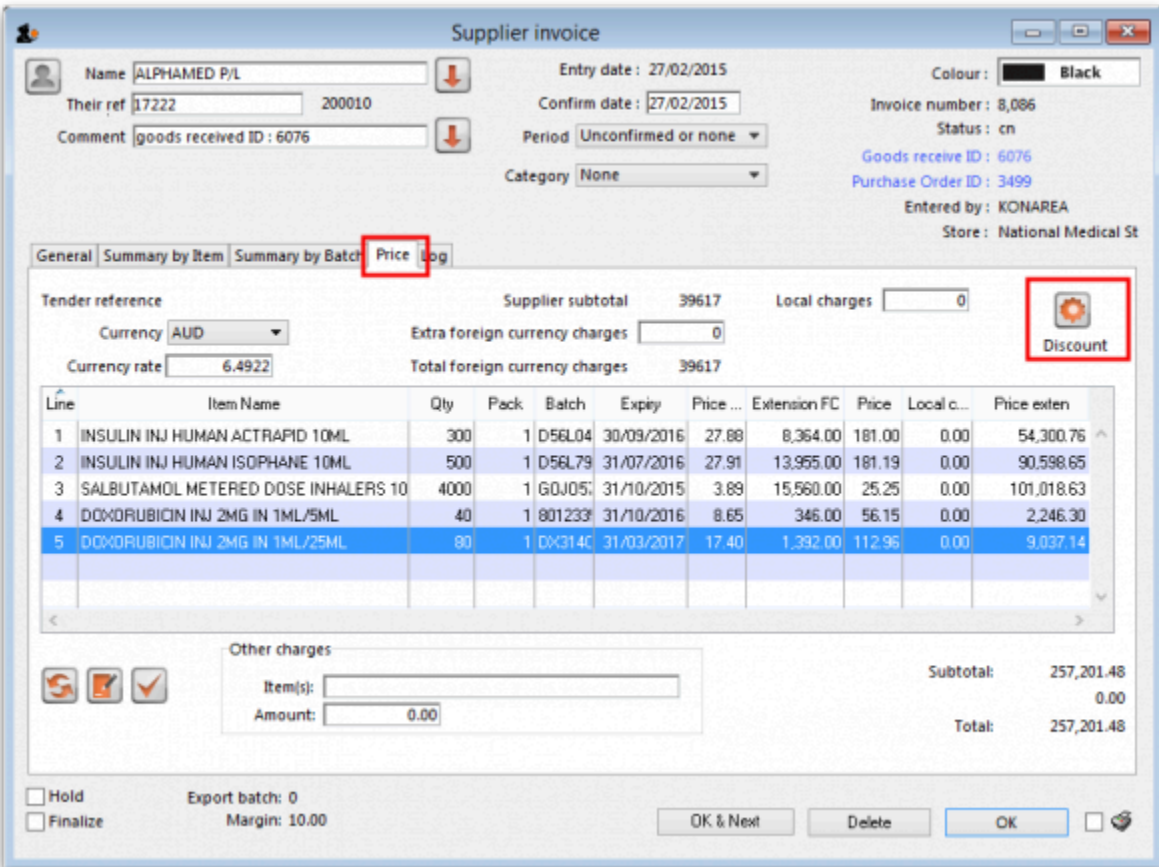 Supplier invoice
Name ALPHAMED P/L Entry date : 27/02/2015 Colour : Black
Their ref 17222 200010 Confirm date : 27/02/2015 Invoice number : 8,086
Comment goods received ID : 6076 Period Unconfirmed or none Status : cn
Goods receive ID : 6076
Category None Purchase Order ID : 3499
Entered by : KONAREA
Store : National Medical St
General Summary by Item Summary by Batch Price Log
Tender reference Supplier subtotal 39617 Local charges 0
Currency AUD Extra foreign currency charges 0
Discount
Currency rate 6.4922 Total foreign currency charges 39617
Line Item Name Qty Pack Batch Expiry Price ... Extension FC Price Local c... Price exten
1 INSULIN INJ HUMAN ACTRAPID 10ML 300 1 D56L04 30/09/2016 27.88 8,364.00 181.00 0.00 54,300.76
2 INSULIN INJ HUMAN ISOPHANE 10ML 500 1 D56L79 31/07/2016 27.91 13,955.00 181.19 0.00 90,598.65
3 SALBUTAMOL METERED DOSE INHALERS 10 4000 1 31/10/2015 3.89 15,560.00 25.25 0.00 101,018.63
4 DOXORUBICIN INJ 2MG IN 1ML/5ML 40 1 31/10/2016 8.65 346.00 56.15 0.00 2,246.30
5 DOXORUBICIN INJ 2MG IN 1ML/25ML 80 1 DX314C 31/03/2017 17.40 1,392.00 112.96 0.00 9,037.14
Other charges
Item(s): Subtotal: 257,201.48
0.00
Amount: 0.00 Total: 257,201.48
Hold Export batch: 0
Finalize Margin: 10.00 OK & Next Delete OK